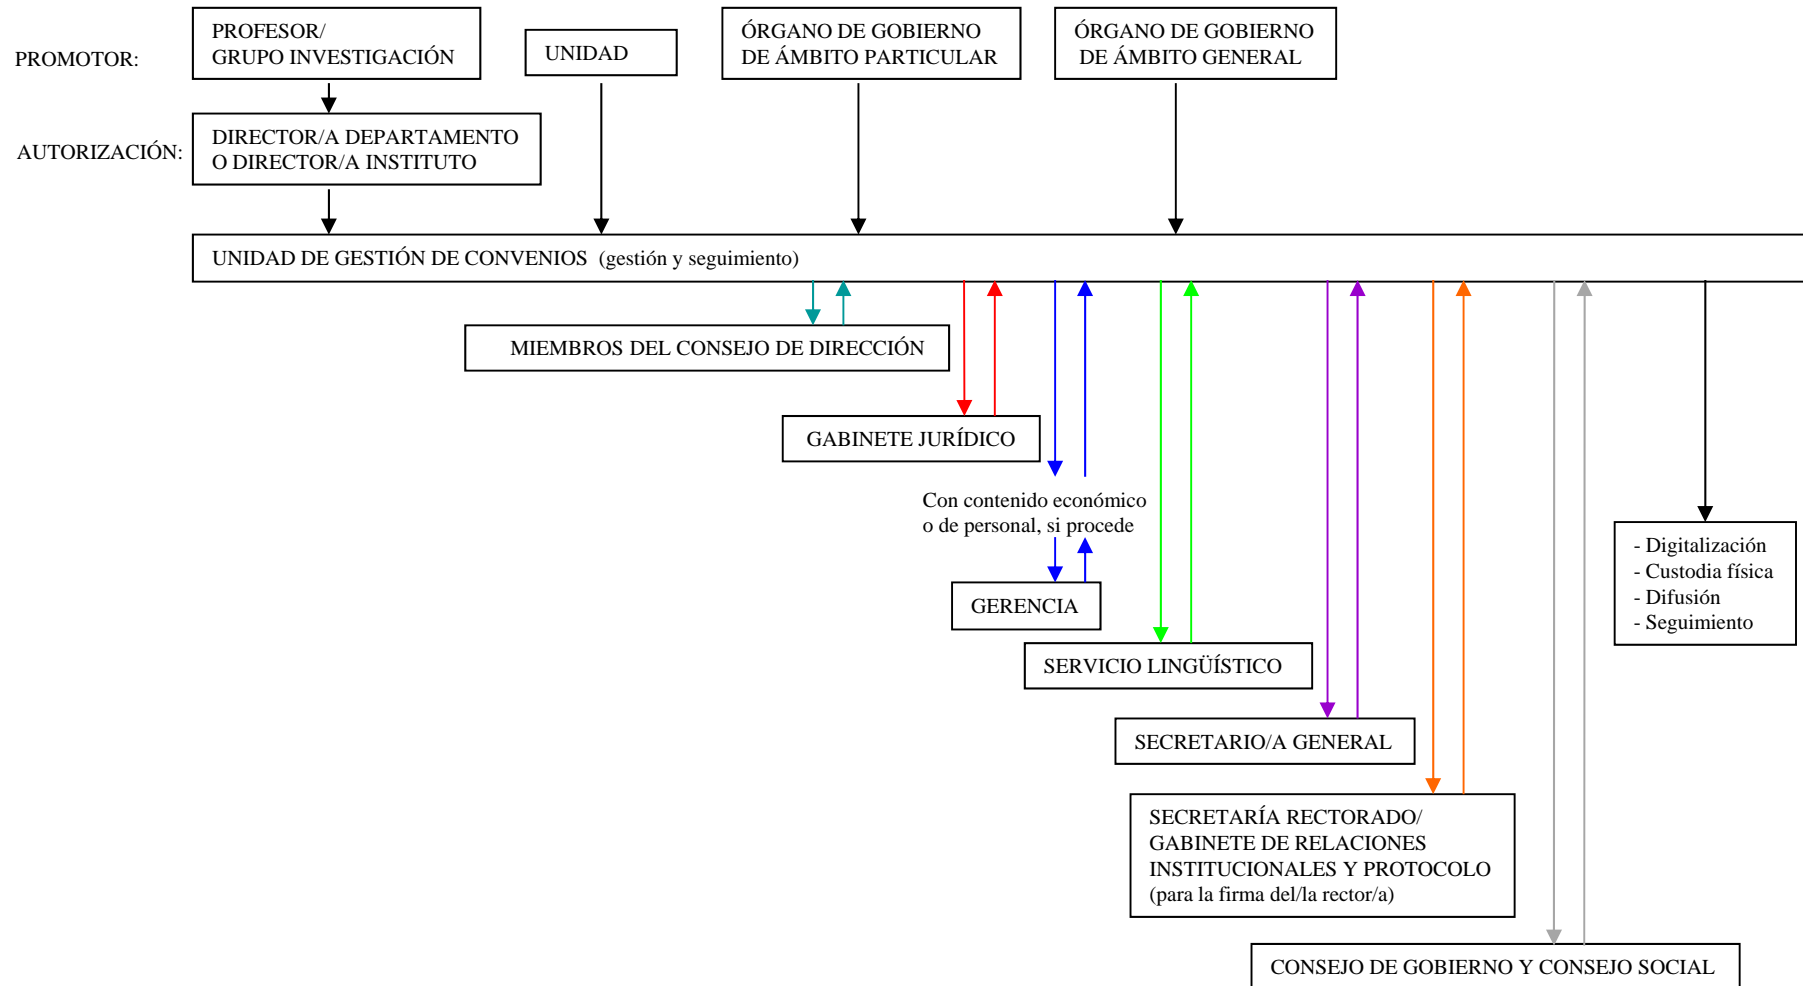 PROMOTOR:
PROFESOR/
GRUPO INVESTIGACIÓN
UNIDAD
ÓRGANO DE GOBIERNO
DE ÁMBITO PARTICULAR
ÓRGANO DE GOBIERNO
DE ÁMBITO GENERAL
AUTORIZACIÓN:
DIRECTOR/A DEPARTAMENTO
O DIRECTOR/A INSTITUTO
UNIDAD DE GESTIÓN DE CONVENIOS (gestión y seguimiento)
MIEMBROS DEL CONSEJO DE DIRECCIÓN
GABINETE JURÍDICO
Con contenido económico
o de personal, si procede
GERENCIA
- Digitalización
- Custodia física
- Difusión
- Seguimiento
SERVICIO LINGÜÍSTICO
SECRETARIO/A GENERAL
SECRETARÍA RECTORADO/
GABINETE DE RELACIONES
INSTITUCIONALES Y PROTOCOLO
(para la firma del/la rector/a)
CONSEJO DE GOBIERNO Y CONSEJO SOCIAL